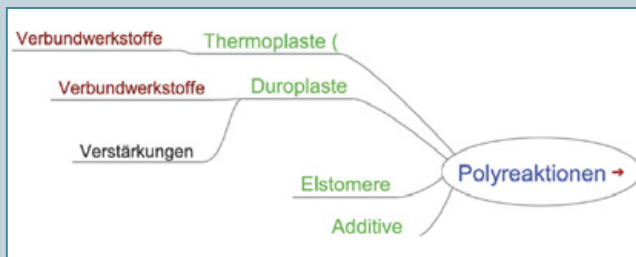 Verbundwerkstoffe
Thermoplaste (
Verbundwerkstoffe
Duroplaste
Verstärkungen
Polyreaktionen
Elstomere
Additive